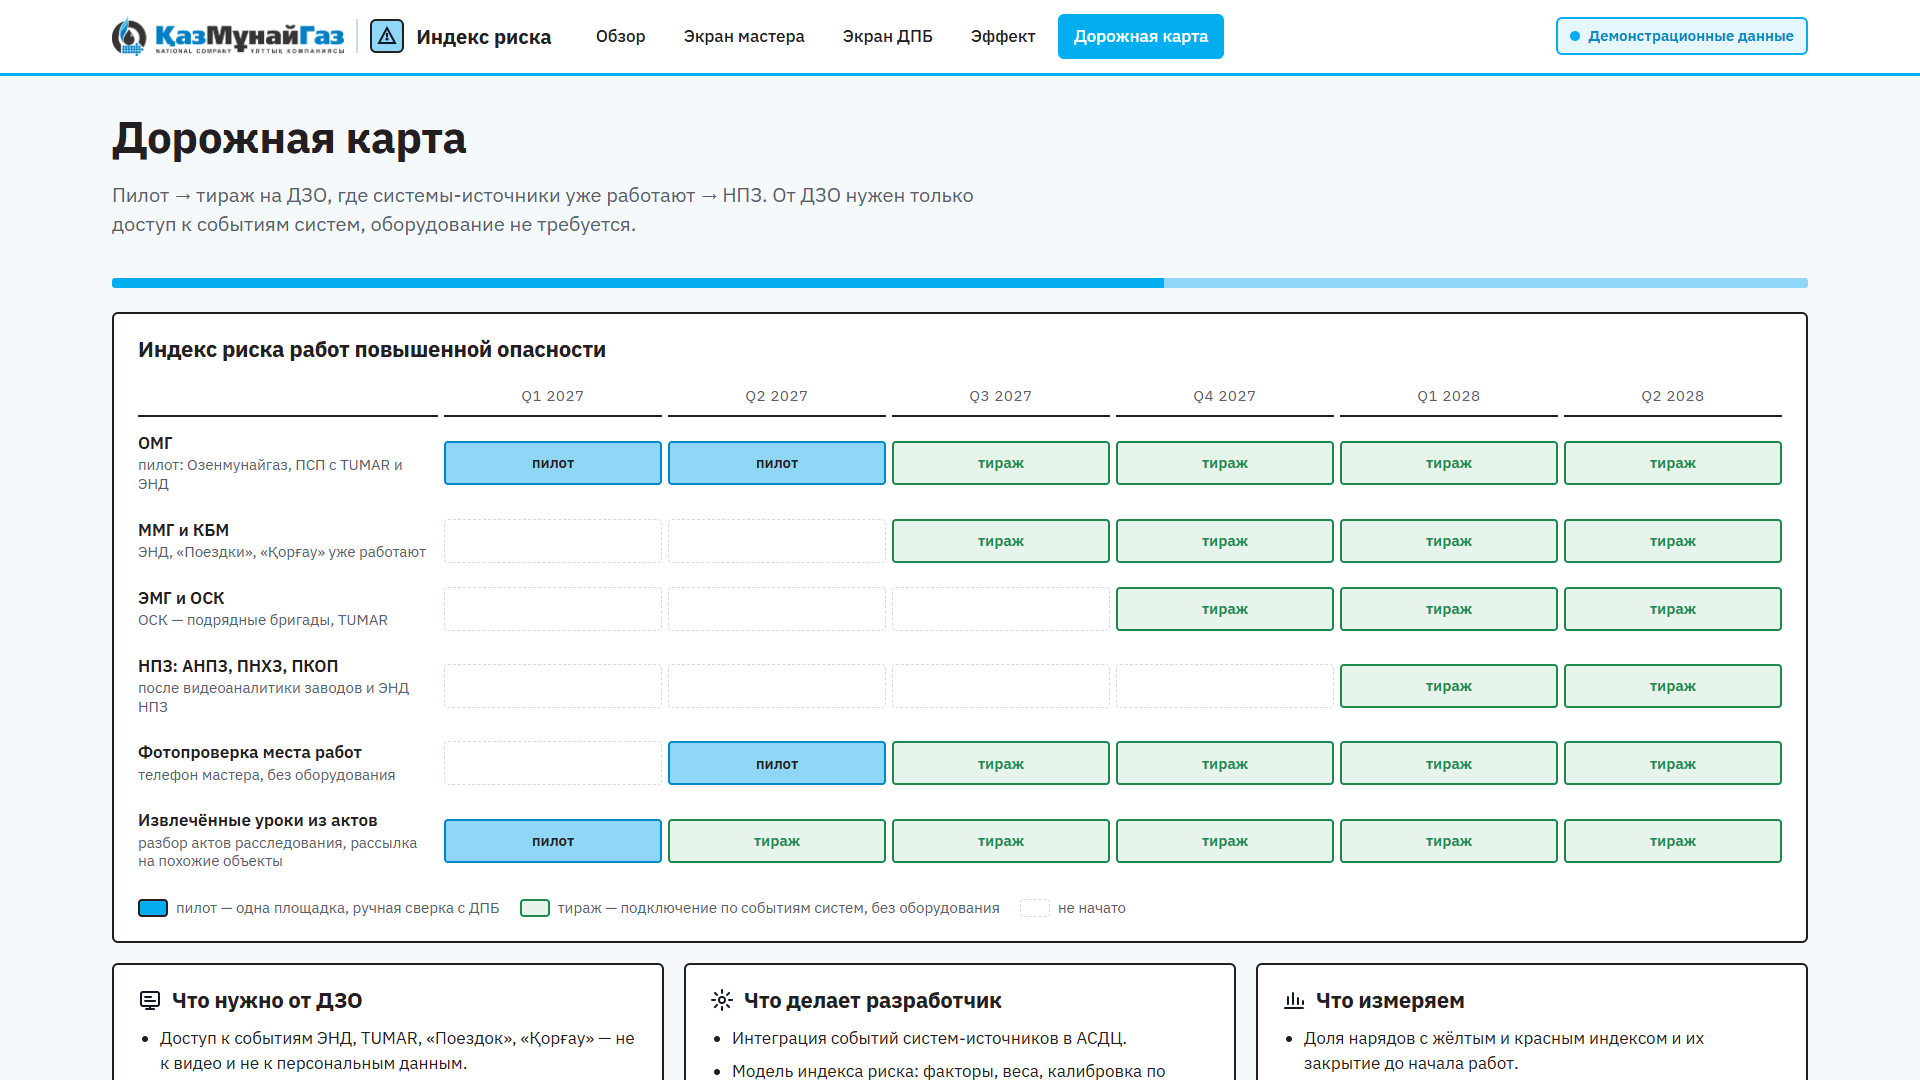 ҚазМұнайГаз
NATIONAL COMPANY ҰЛТТЫҚ КОМПАНИЯСЫ
Индекс риска
Обзор
Экран мастера
Экран ДПБ
Эффект
Дорожная карта
Демонстрационные данные
Дорожная карта
Пилот → тираж на ДЗО, где системы-источники уже работают → НПЗ. От ДЗО нужен только
доступ к событиям систем, оборудование не требуется.
Индекс риска работ повышенной опасности
Q1 2027 Q2 2027 Q3 2027 Q4 2027 Q1 2028 Q2 2028
ОМГ
пилот: Озенмунайгаз, ПСП с TUMAR и
ЭНД
пилот пилот тираж тираж тираж тираж
ММГ и КБМ
ЭНД, «Поездки», «Қорғау» уже работают
тираж тираж тираж тираж
ЭМГ и ОСК
ОСК — подрядные бригады, TUMAR
тираж тираж тираж
НПЗ: АНПЗ, ПНХЗ, ПКОП
после видеоаналитики заводов и ЭНД
НПЗ
тираж тираж
Фотопроверка места работ
телефон мастера, без оборудования
пилот тираж тираж тираж тираж
Извлечённые уроки из актов
разбор актов расследования, рассылка
на похожие объекты
пилот тираж тираж тираж тираж тираж
пилот — одна площадка, ручная сверка с ДПБ
тираж — подключение по событиям систем, без оборудования
не начато
Что нужно от ДЗО
• Доступ к событиям ЭНД, TUMAR, «Поездок», «Қорғау» — не
к видео и не к персональным данным.
Что делает разработчик
• Интеграция событий систем-источников в АСДЦ.
• Модель индекса риска: факторы, веса, калибровка по
Что измеряем
• Доля нарядов с жёлтым и красным индексом и их
закрытие до начала работ.